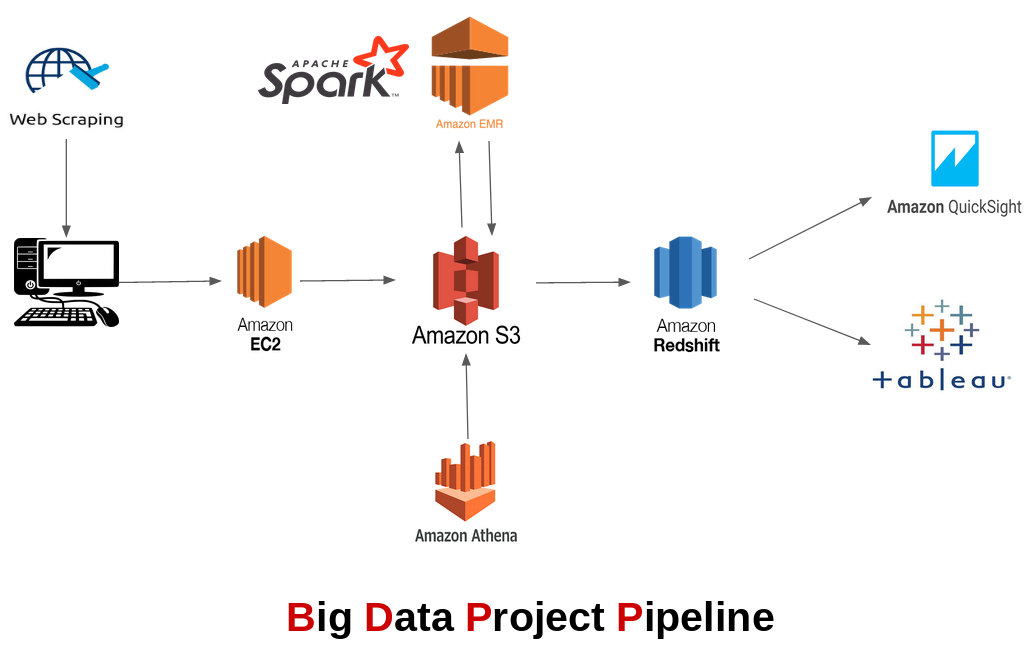 APACHE
Spark™
Amazon EMR
Web Scraping
Amazon QuickSight
Amazon
EC2
Amazon S3
Amazon
Redshift
+ableau®
Amazon Athena
Big Data Project Pipeline